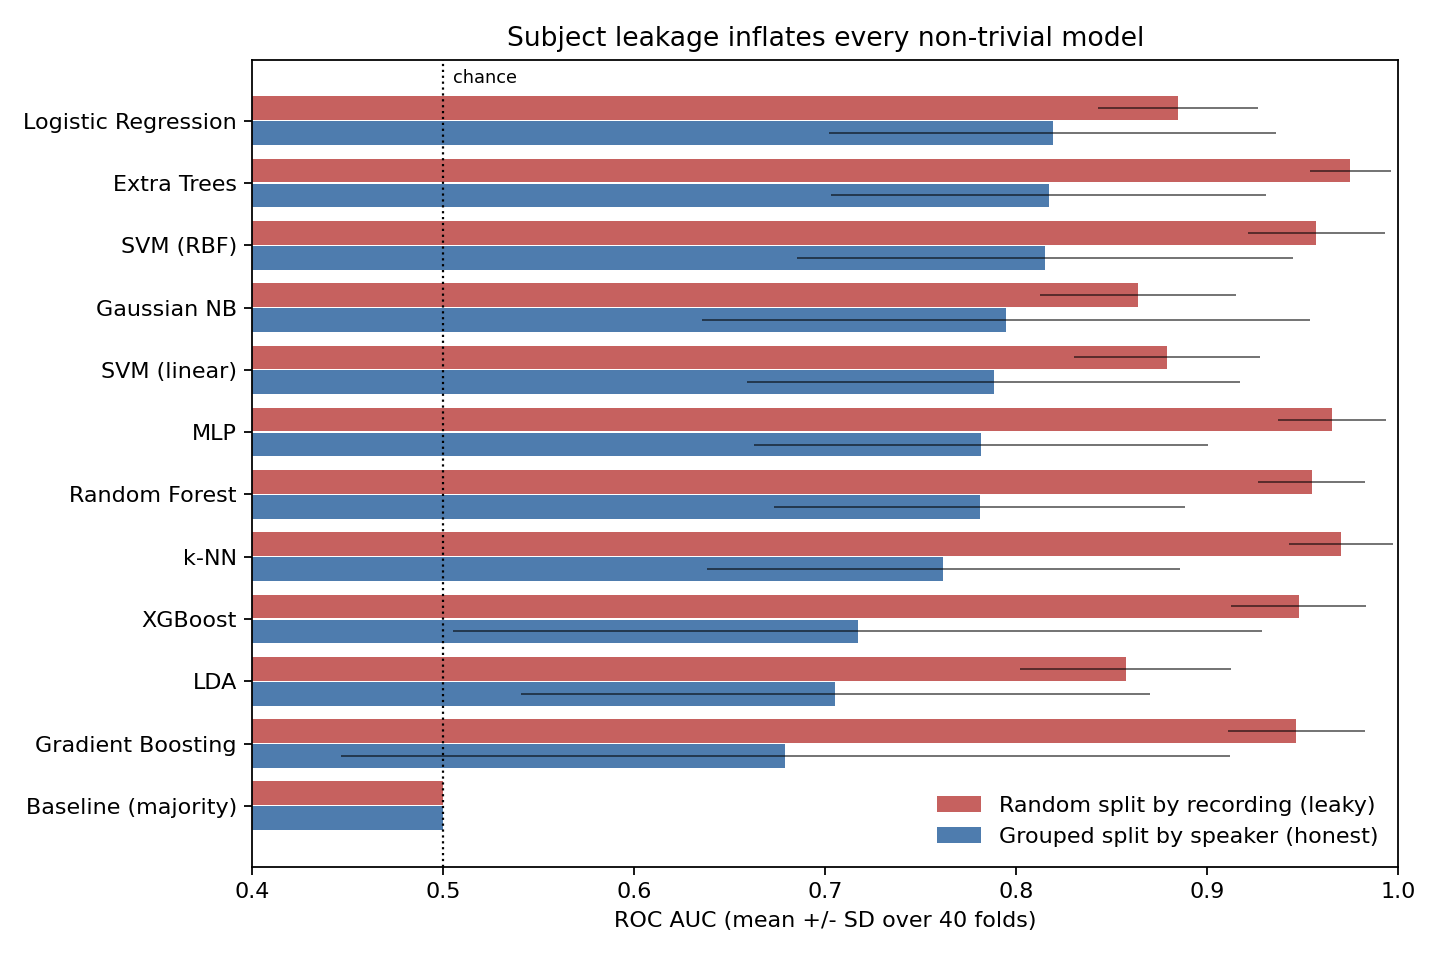 Subject leakage inflates every non-trivial model
chance
Logistic Regression
Extra Trees
SVM (RBF)
Gaussian NB
SVM (linear)
MLP
Random Forest
k-NN
XGBoost
LDA
Gradient Boosting
Baseline (majority)
Random split by recording (leaky)
Grouped split by speaker (honest)
0.4 0.5 0.6 0.7 0.8 0.9 1.0
ROC AUC (mean +/- SD over 40 folds)